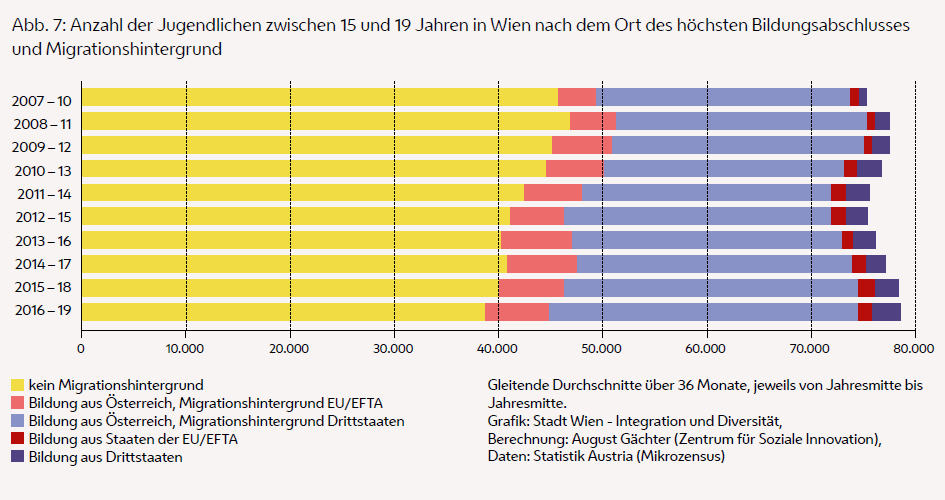 Abb. 7: Anzahl der Jugendlichen zwischen 15 und 19 Jahren in Wien nach dem Ort des höchsten Bildungsabschlusses
und Migrationshintergrund
2007 – 10
2008 – 11
2009 – 12
2010 – 13
2011 – 14
2012 – 15
2013 – 16
2014 – 17
2015 – 18
2016 – 19
0 10.000 20.000 30.000 40.000 50.000 60.000 70.000 80.000
kein Migrationshintergrund
Bildung aus Österreich, Migrationshintergrund EU/EFTA
Bildung aus Österreich, Migrationshintergrund Drittstaaten
Bildung aus Staaten der EU/EFTA
Bildung aus Drittstaaten
Gleitende Durchschnitte über 36 Monate, jeweils von Jahresmitte bis
Jahresmitte.
Grafik: Stadt Wien - Integration und Diversität,
Berechnung: August Gächter (Zentrum für Soziale Innovation),
Daten: Statistik Austria (Mikrozensus)